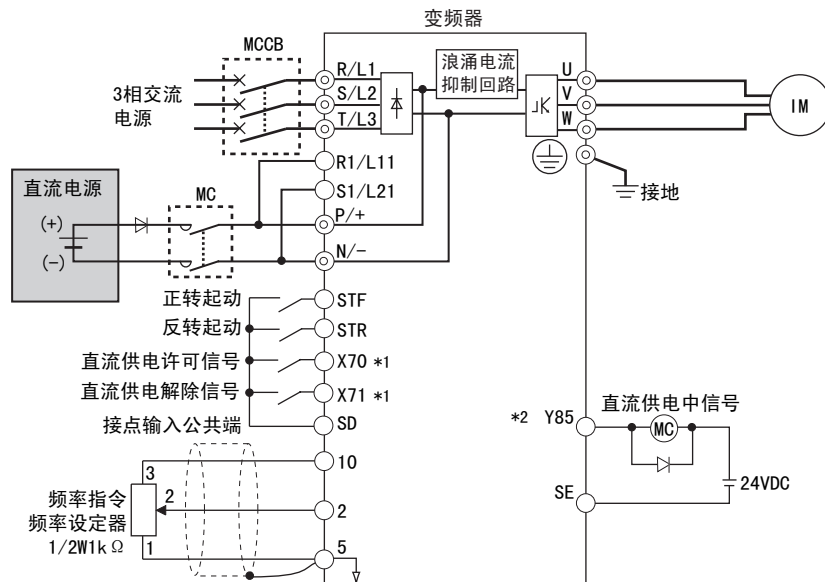 变频器
MCCB
R/L1
S/L2
T/L3
3相交流
电源
浪涌电流
抑制回路
U
V
W
IM
R1/L11
S1/L21
接地
直流电源
(+)
(-)
MC
P/+
N/-
正转起动
STF
反转起动
STR
直流供电许可信号
X70 *1
直流供电解除信号
X71 *1
接点输入公共端
SD
*2 Y85
直流供电中信号
MC
SE
24VDC
3
10
频率指令
频率设定器
1/2W1kΩ
2
2
1
5